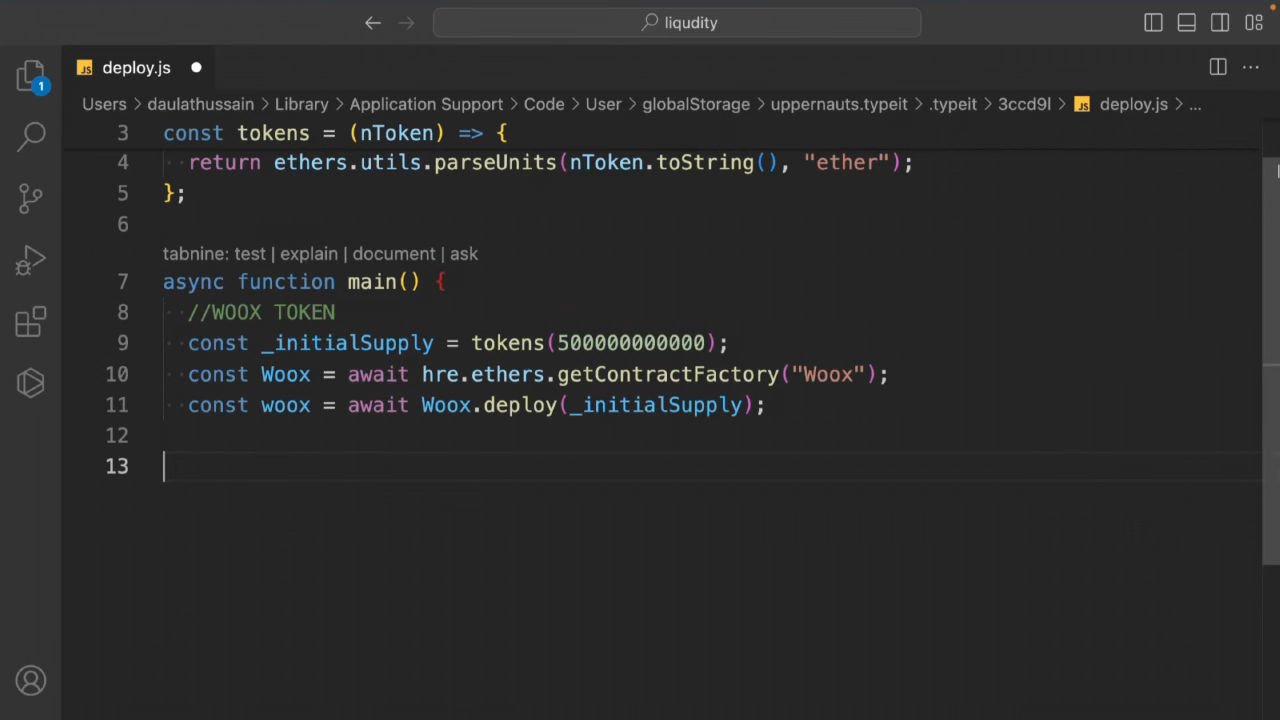 liqudity
1
JS deploy.js
Users > daulathussain > Library > Application Support > Code > User > globalStorage > uppernauts.typeit > .typeit > 3ccd9l > JS deploy.js > ...
3 const tokens = (nToken) => {
4 return ethers.utils.parseUnits(nToken.toString(), "ether");
5 };
6
tabnine: test | explain | document | ask
7 async function main() {
8 //WOOX TOKEN
9 const _initialSupply = tokens(500000000000);
10 const Woox = await hre.ethers.getContractFactory("Woox");
11 const woox = await Woox.deploy(_initialSupply);
12
13